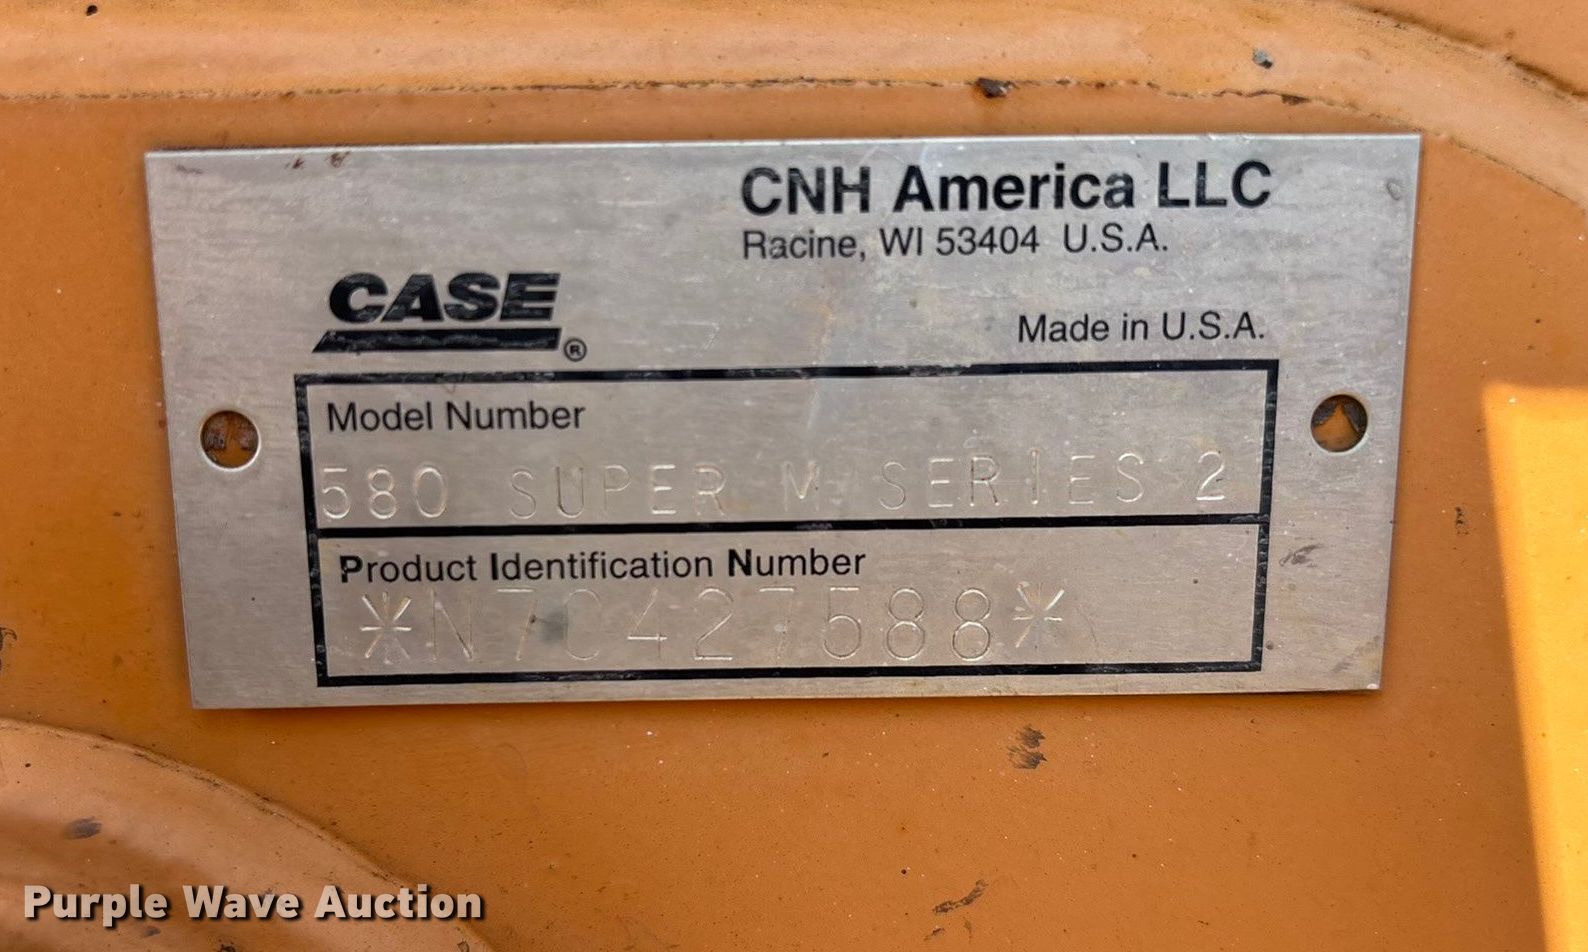 CNH America LLC
Racine, WI 53404 U.S.A.
CASE
®
Made in U.S.A.
Model Number
580 SUPER M SERIES 2
Product Identification Number
*N7C427588*
Purple Wave Auction